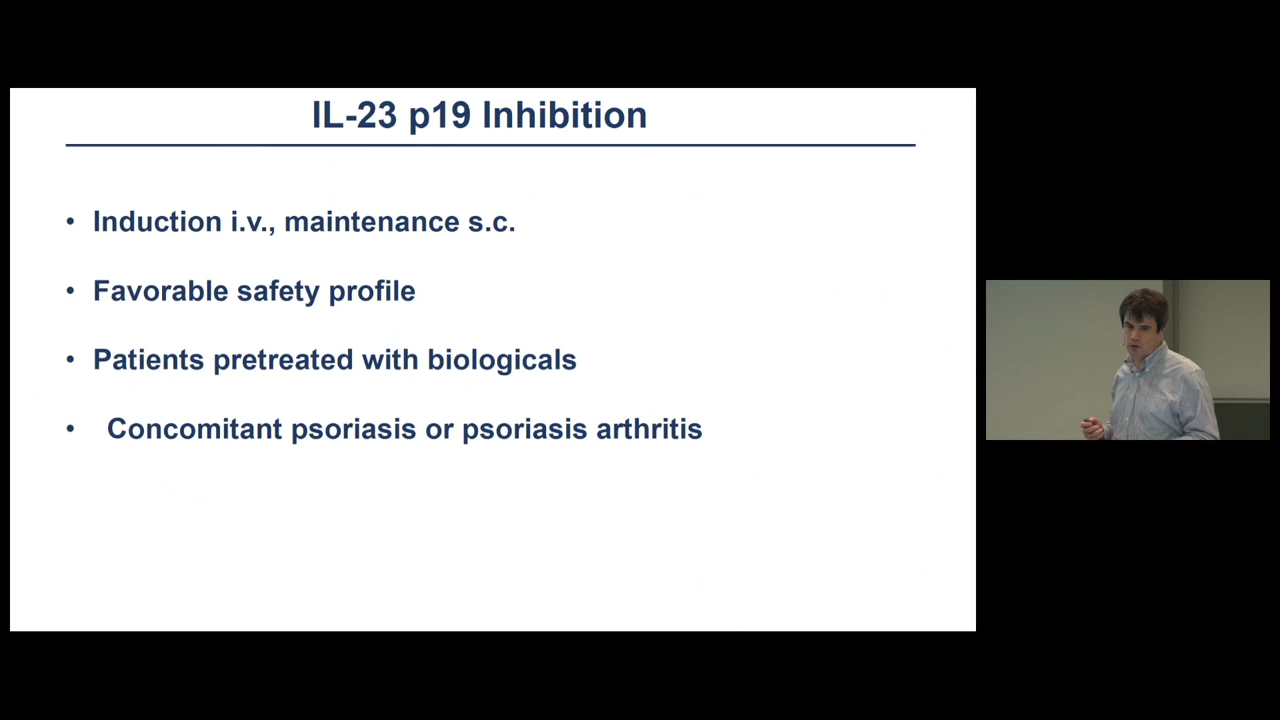 IL-23 p19 Inhibition
• Induction i.v., maintenance s.c.
• Favorable safety profile
• Patients pretreated with biologicals
• Concomitant psoriasis or psoriasis arthritis